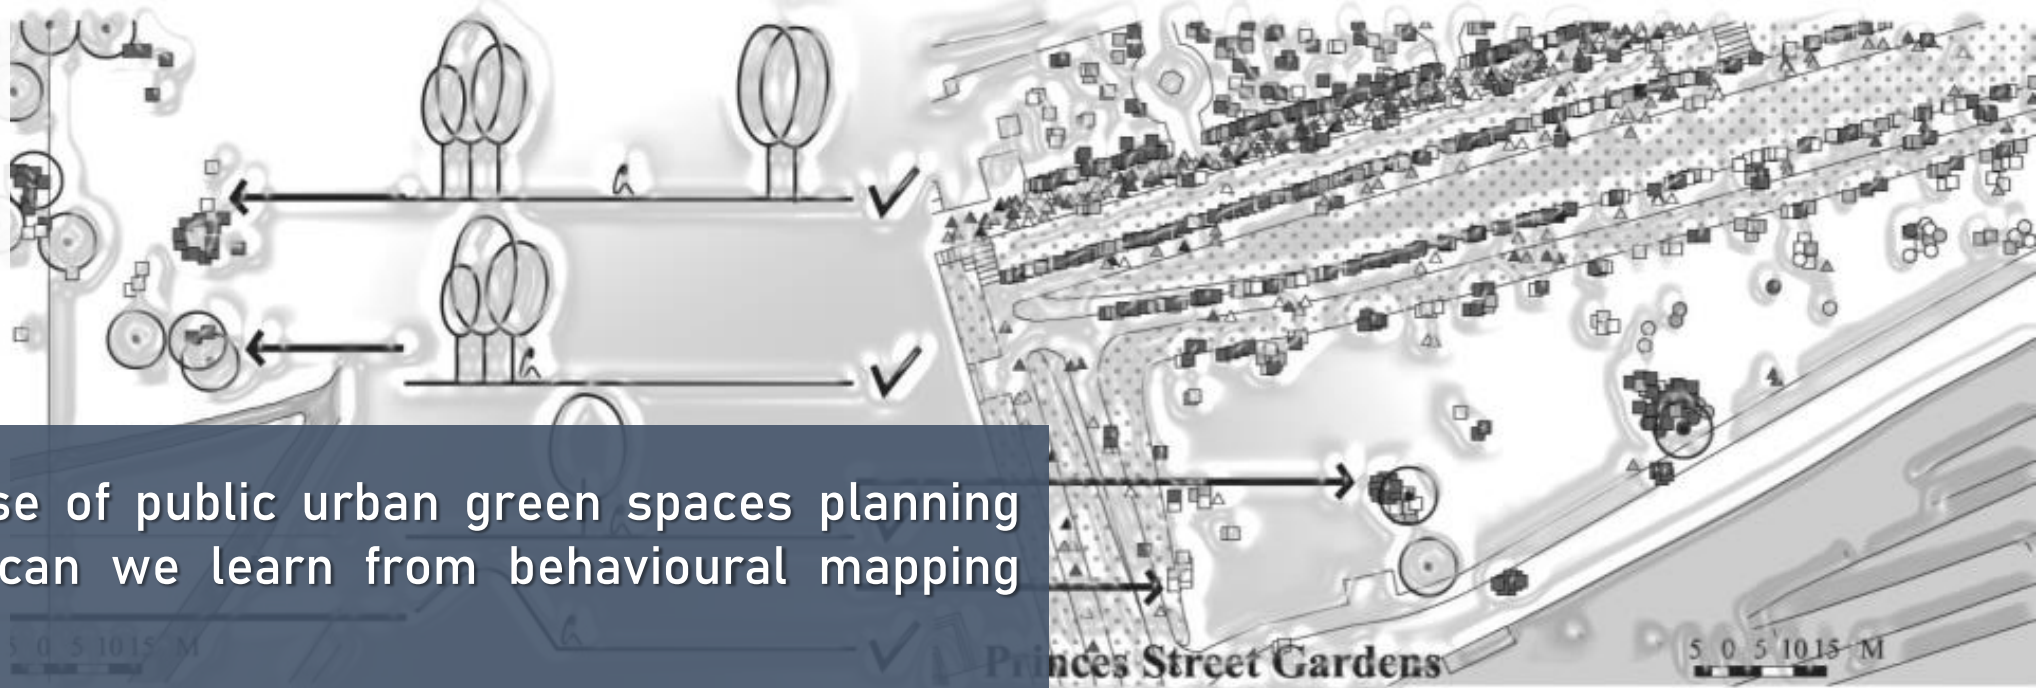 se of public urban green spaces planning
can we learn from behavioural mapping
5 0 5 10 15 M
Princes Street Gardens
5 0 5 10 15 M